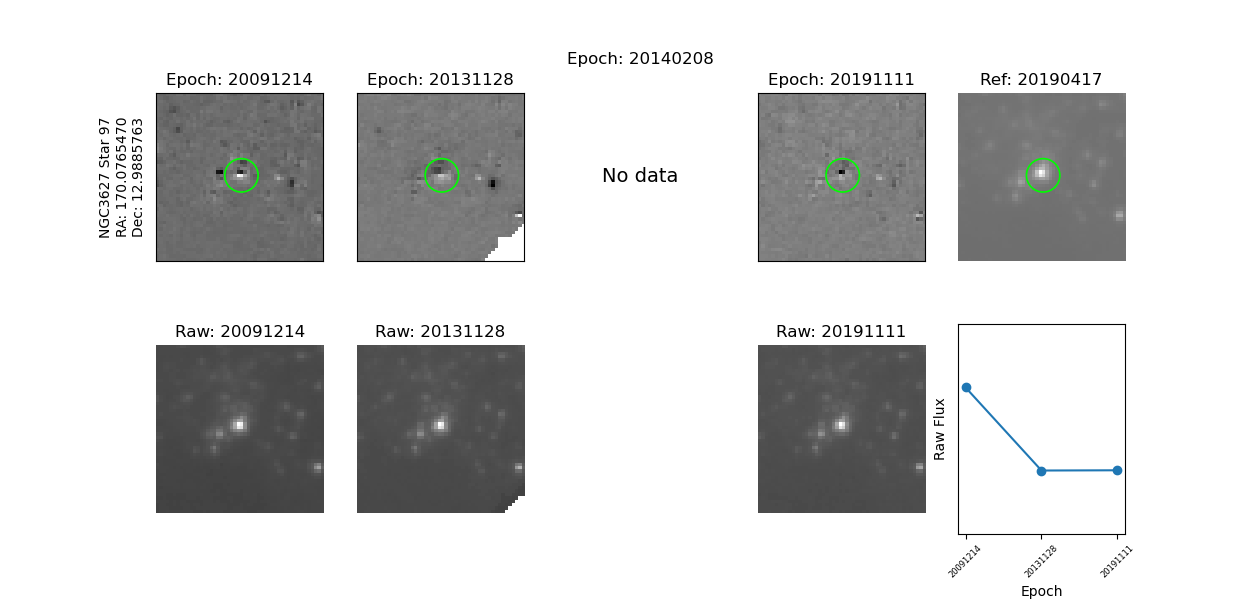 Epoch: 20140208
Epoch: 20091214
Epoch: 20131128
Epoch: 20191111
Ref: 20190417
NGC3627 Star 97
RA: 170.0765470
Dec: 12.9885763
No data
Raw: 20091214
Raw: 20131128
Raw: 20191111
Raw Flux
20091214
20131128
20191111
Epoch